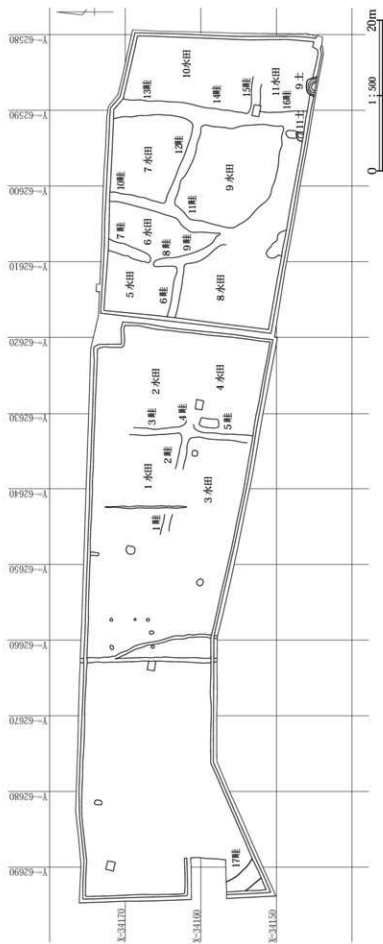 Y=-62580
Y=-62590
Y=-62600
Y=-62610
Y=-62620
Y=-62630
Y=-62640
Y=-62650
Y=-62660
Y=-62670
Y=-62680
Y=-62690
X-34170
X-34160
X-34150
10水田
13畦
14畦
15畦
11水田
16畦
9土
11土
7水田
12畦
10畦
9水田
11畦
7畦
6水田
8畦
9畦
5水田
6畦
8水田
2水田
4水田
3畦
4畦
5畦
2畦
1水田
3水田
1畦
17畦
0
1:500
20m